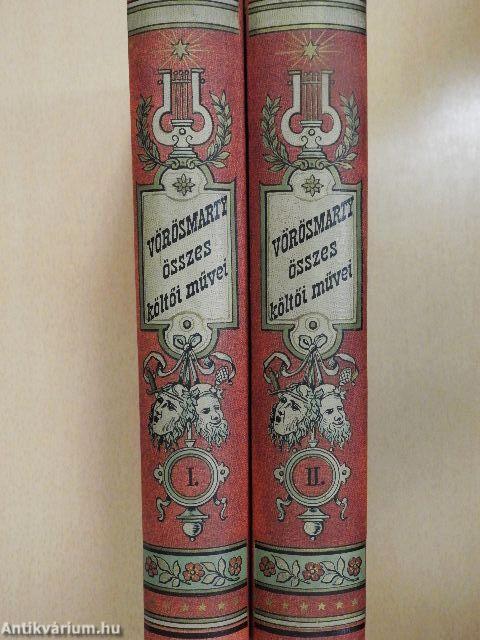 VÖRÖSMARTY
összes
költői művei
I.
VÖRÖSMARTY
összes
költői művei
II.
Antikvárium.hu